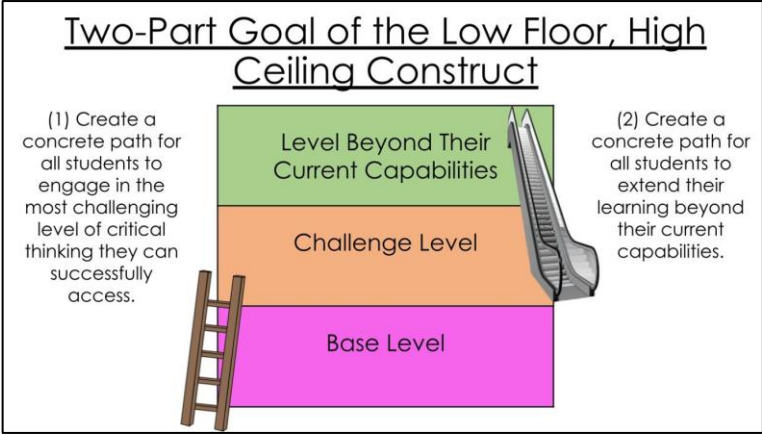 Two-Part Goal of the Low Floor, High
Ceiling Construct
(1) Create a
concrete path for
all students to
engage in the
most challenging
level of critical
thinking they can
successfully
access.
Level Beyond Their
Current Capabilities
Challenge Level
Base Level
(2) Create a
concrete path for
all students to
extend their
learning beyond
their current
capabilities.